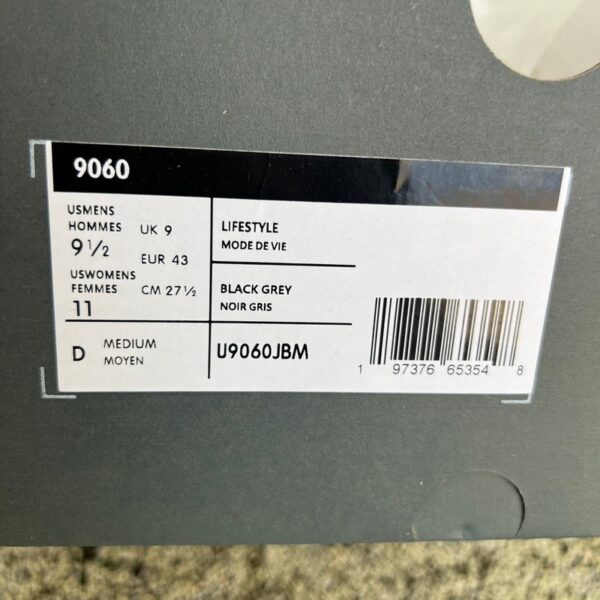 9060
USMENS
HOMMES
9 1/2
UK 9
EUR 43
USWOMENS
FEMMES
11
CM 27 1/2
D
MEDIUM
MOYEN
LIFESTYLE
MODE DE VIE
BLACK GREY
NOIR GRIS
U9060JBM
1 97376 65354 8